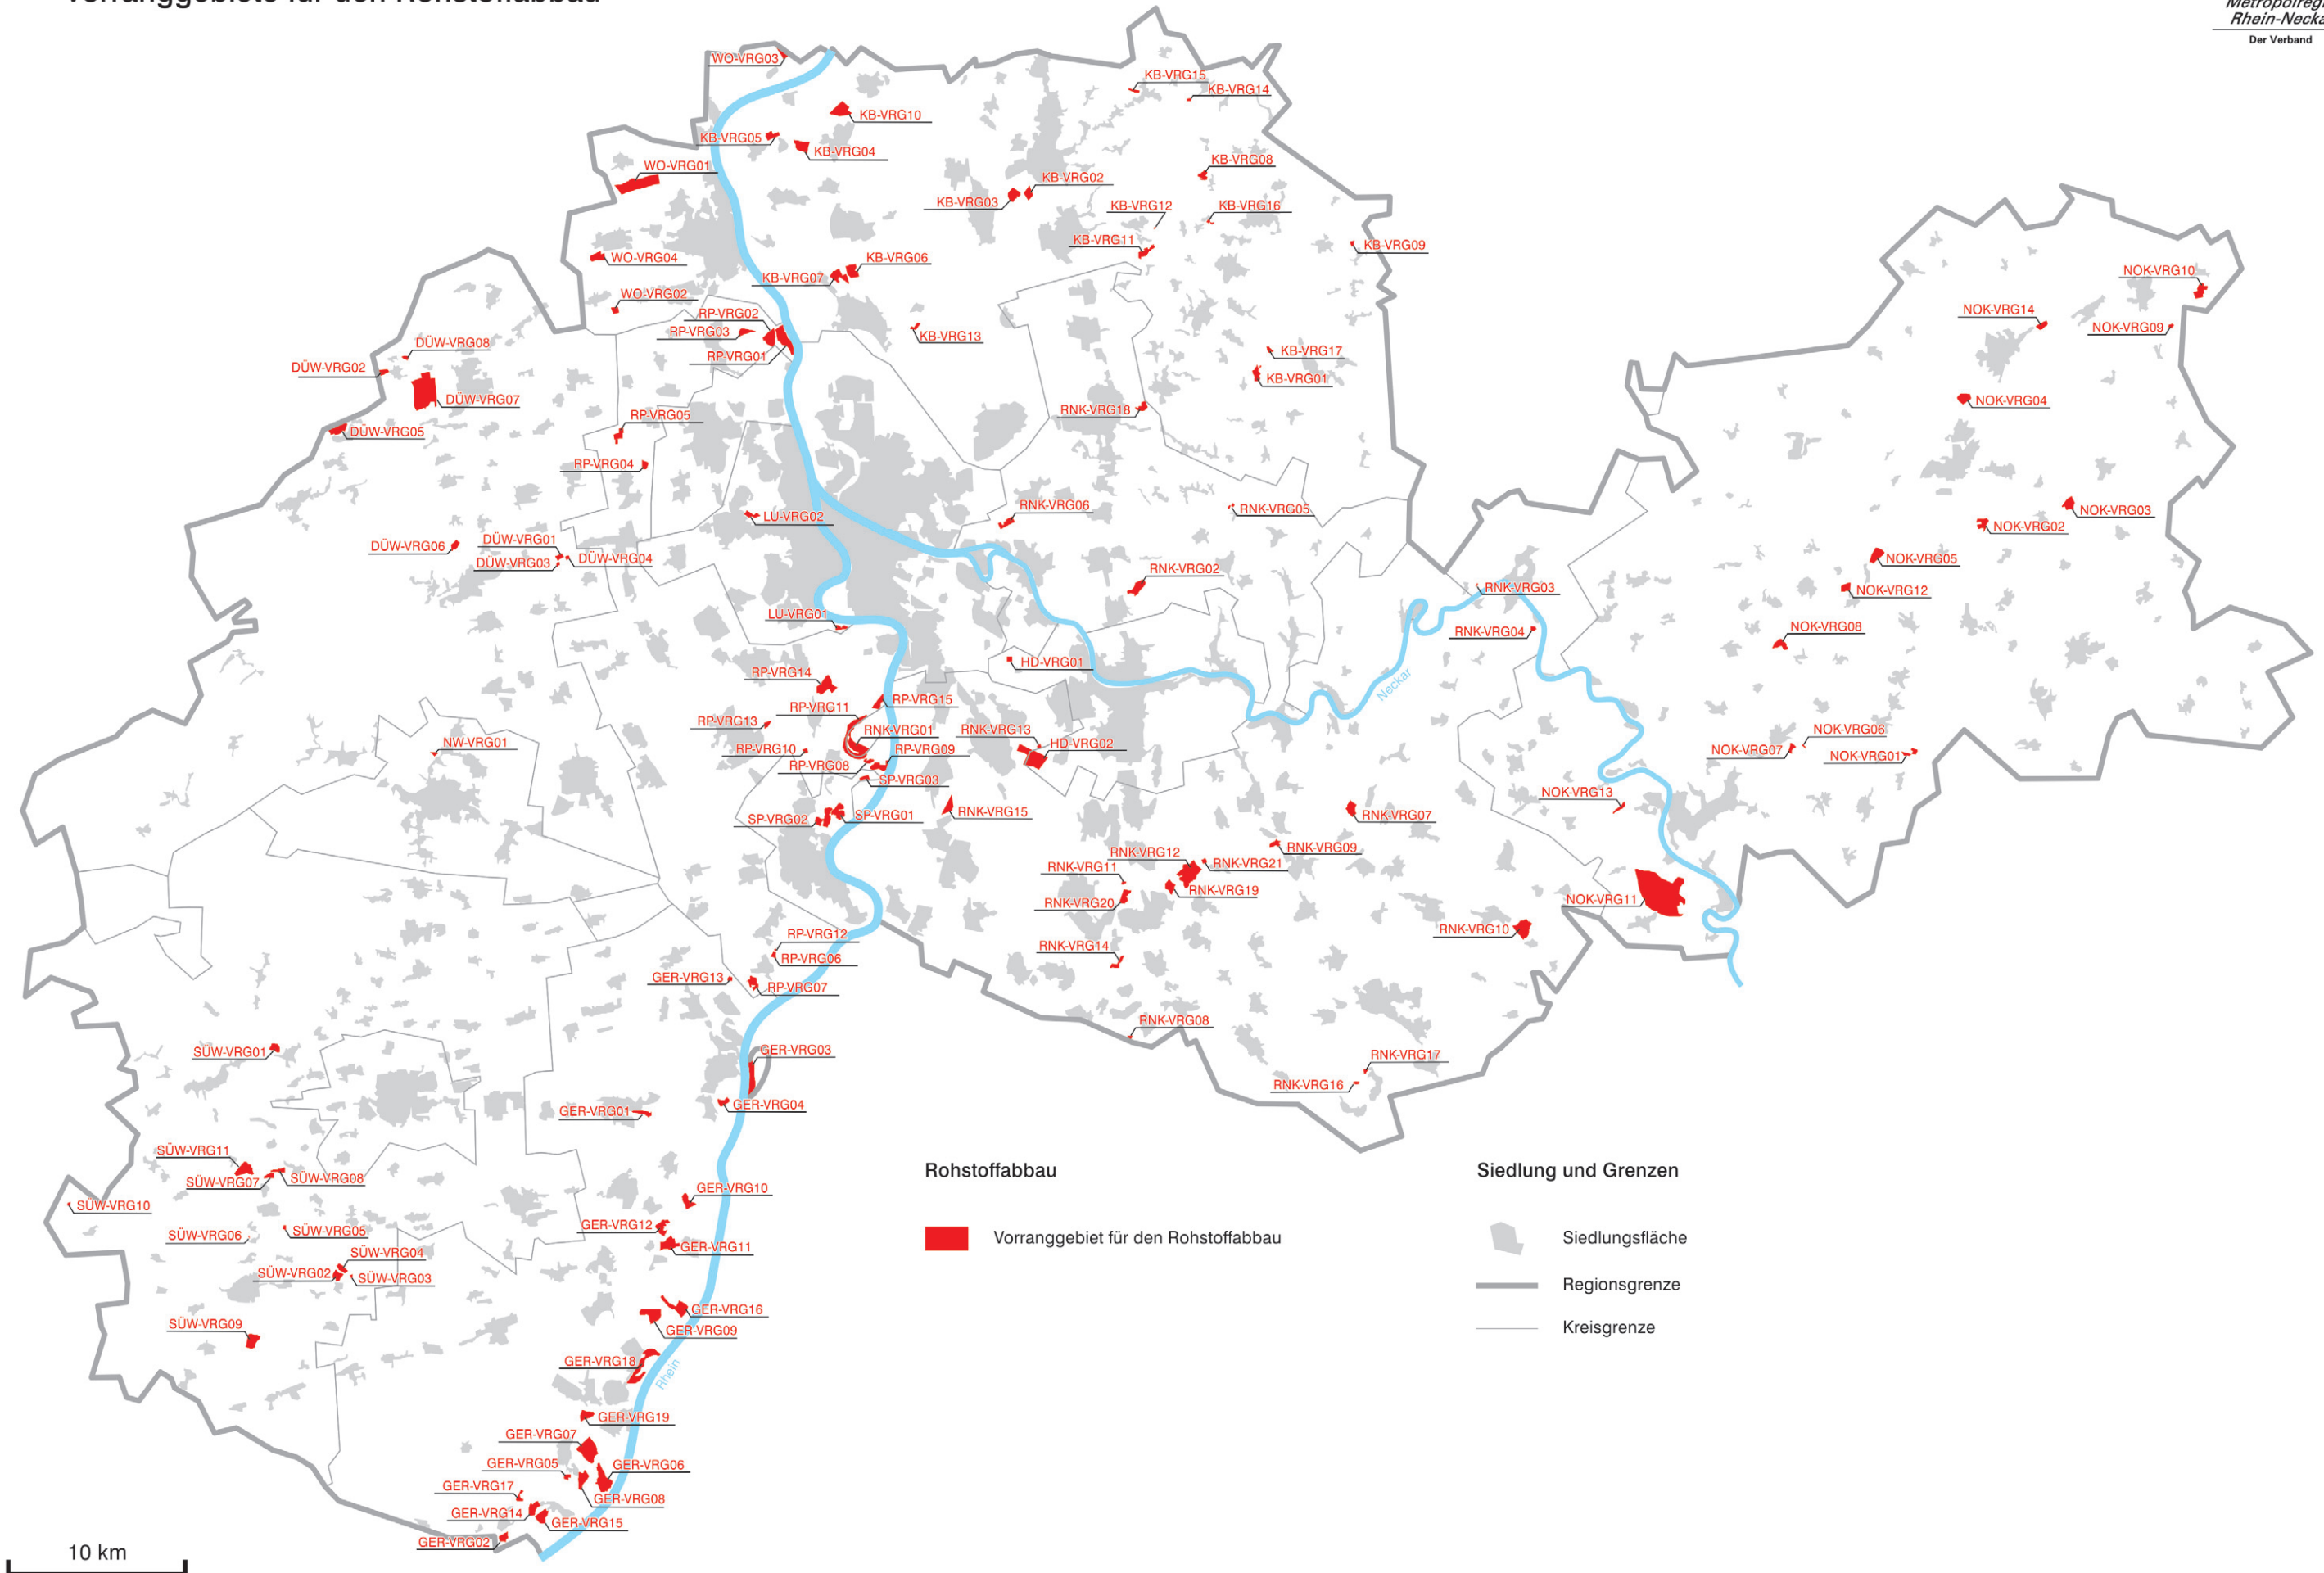 Vorranggebiete für den Rohstoffabbau
Rhein-Necka
Der Verband
WO-VRG03
KB-VRG15
KB-VRG14
KB-VRG10
KB-VRG05
KB-VRG04
KB-VRG08
WO-VRG01
KB-VRG02
KB-VRG03
KB-VRG12
KB-VRG16
KB-VRG11
KB-VRG09
WO-VRG04
KB-VRG06
KB-VRG07
WO-VRG02
NOK-VRG10
NOK-VRG14
NOK-VRG09
RP-VRG02
RP-VRG03
RP-VRG01
KB-VRG13
KB-VRG17
KB-VRG01
DÜW-VRG08
DÜW-VRG02
DÜW-VRG07
DÜW-VRG05
RP-VRG05
RNK-VRG18
NOK-VRG04
RP-VRG04
LU-VRG02
RNK-VRG06
RNK-VRG05
NOK-VRG03
NOK-VRG02
DÜW-VRG06
DÜW-VRG01
DÜW-VRG03
DÜW-VRG04
RNK-VRG02
NOK-VRG05
RNK-VRG03
NOK-VRG12
LU-VRG01
RNK-VRG04
NOK-VRG08
HD-VRG01
RP-VRG14
Neckar
RP-VRG15
RP-VRG11
RP-VRG13
RNK-VRG01
RNK-VRG13
HD-VRG02
NW-VRG01
RP-VRG10
RP-VRG09
RP-VRG08
SP-VRG03
NOK-VRG06
NOK-VRG07
NOK-VRG01
NOK-VRG13
SP-VRG02
SP-VRG01
RNK-VRG15
RNK-VRG07
RNK-VRG09
RNK-VRG12
RNK-VRG21
RNK-VRG11
RNK-VRG19
RNK-VRG20
NOK-VRG11
RNK-VRG10
RP-VRG12
RP-VRG06
RNK-VRG14
GER-VRG13
RP-VRG07
RNK-VRG08
SÜW-VRG01
GER-VRG03
RNK-VRG17
RNK-VRG16
GER-VRG01
GER-VRG04
SÜW-VRG11
SÜW-VRG07
SÜW-VRG08
SÜW-VRG10
GER-VRG10
SÜW-VRG06
SÜW-VRG05
GER-VRG12
GER-VRG11
SÜW-VRG04
SÜW-VRG02
SÜW-VRG03
GER-VRG16
GER-VRG09
SÜW-VRG09
GER-VRG18
Rhein
GER-VRG19
GER-VRG07
GER-VRG05
GER-VRG06
GER-VRG17
GER-VRG08
GER-VRG14
GER-VRG15
GER-VRG02
Rohstoffabbau
Vorranggebiet für den Rohstoffabbau
Siedlung und Grenzen
Siedlungsfläche
Regionsgrenze
Kreisgrenze
10 km